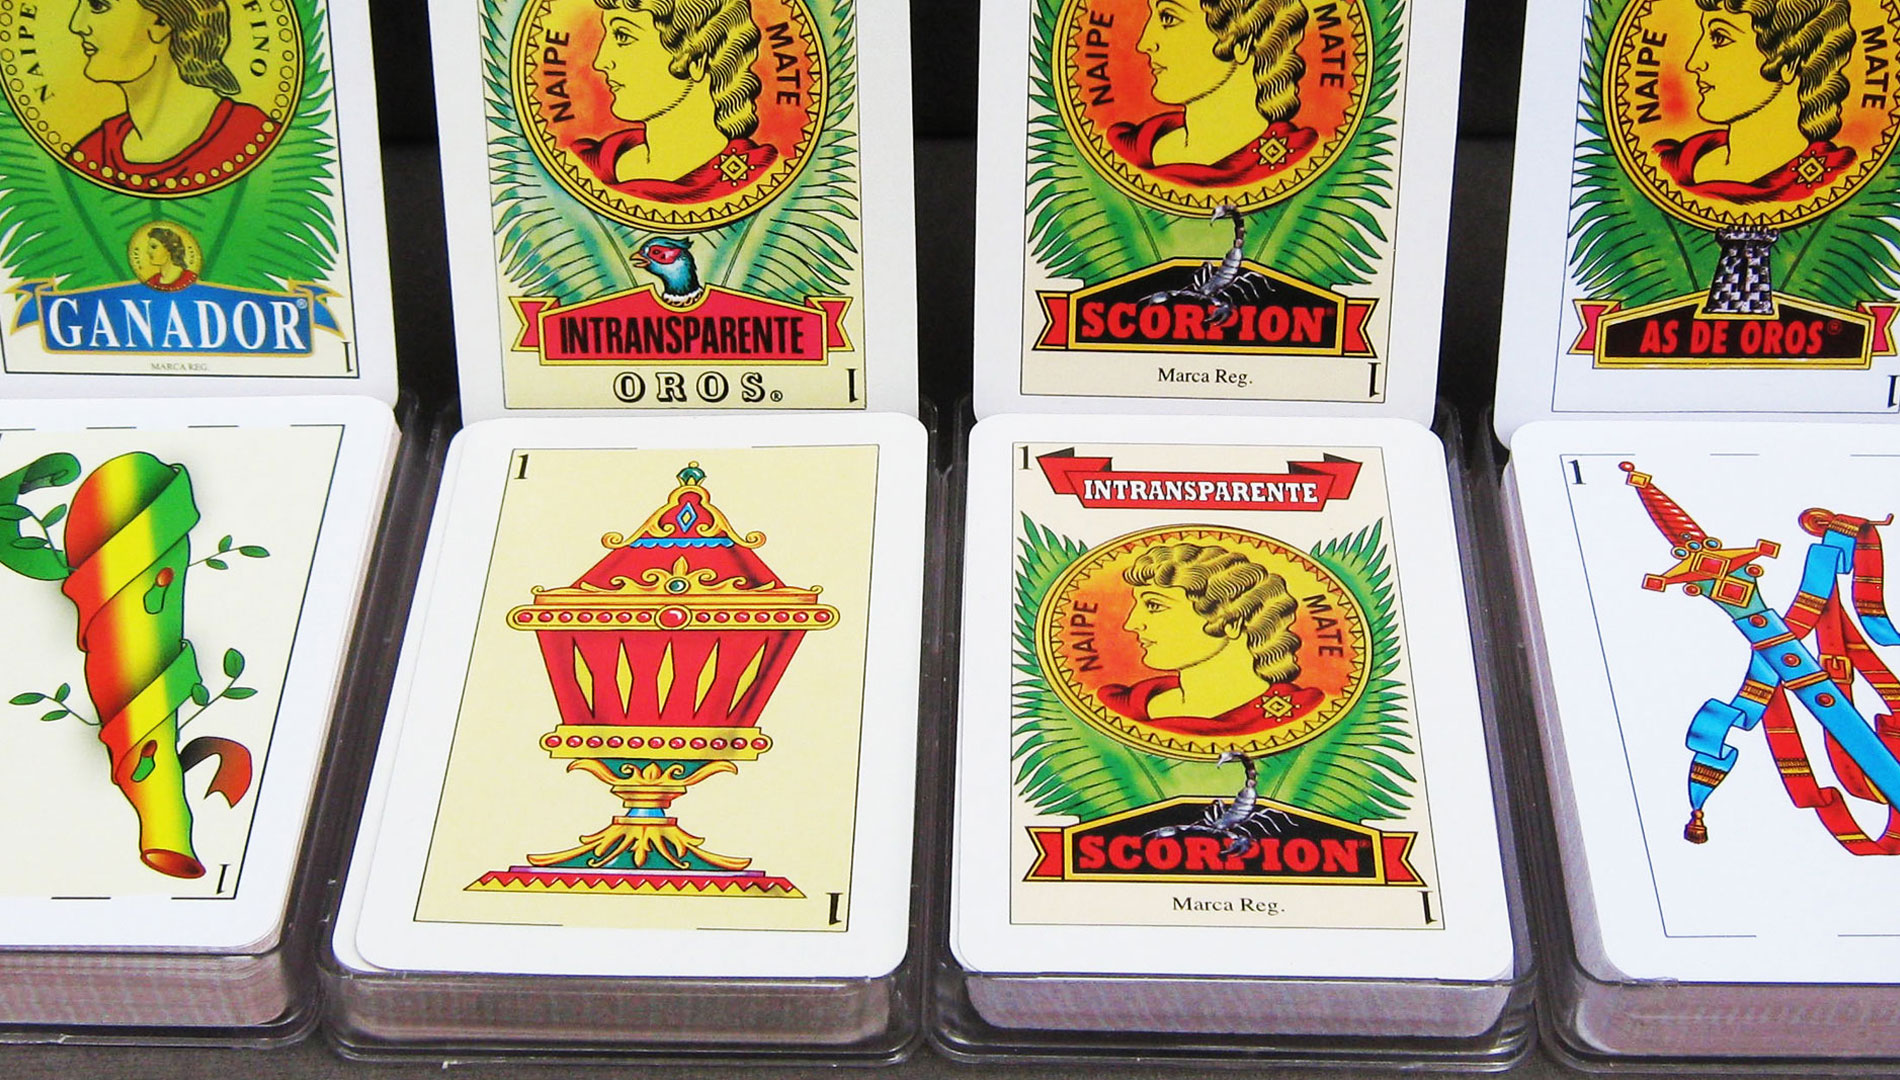 NAIPE FINO
GANADOR®
MARCA REG.
1
NAIPE MATE
INTRANSPARENTE
OROS®
1
NAIPE MATE
SCORPION
Marca Reg.
1
NAIPE MATE
AS DE OROS®
1
1
1
1
1
INTRANSPARENTE
NAIPE MATE
SCORPION
Marca Reg.
1
1